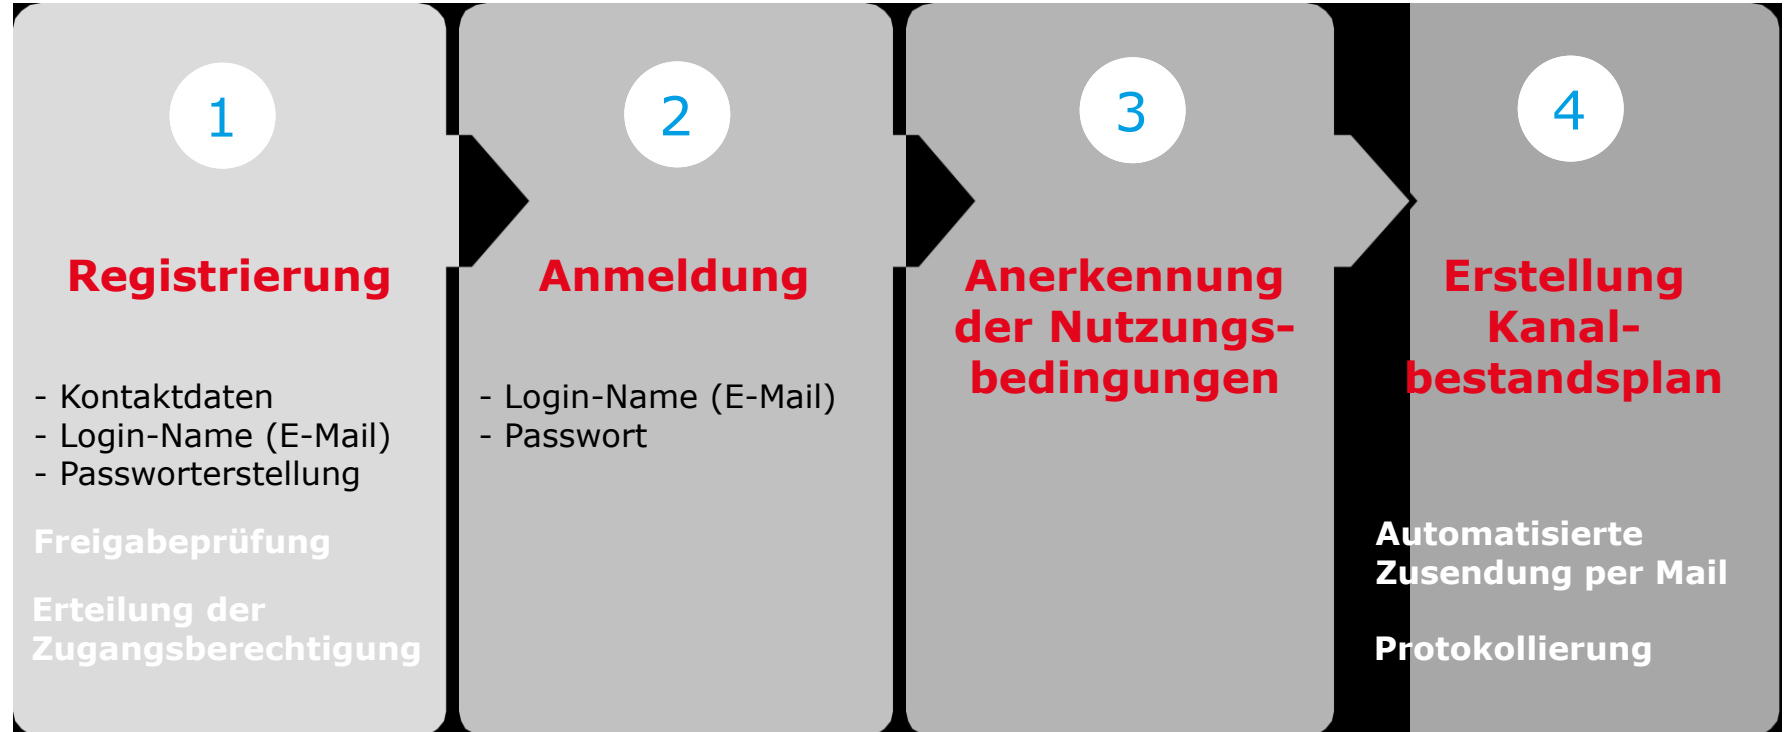 1
Registrierung
- Kontaktdaten
- Login-Name (E-Mail)
- Passworterstellung
Freigabeprüfung
Erteilung der
Zugangsberechtigung
2
Anmeldung
- Login-Name (E-Mail)
- Passwort
3
Anerkennung
der Nutzungs-
bedingungen
4
Erstellung
Kanal-
bestandsplan
Automatisierte
Zusendung per Mail
Protokollierung